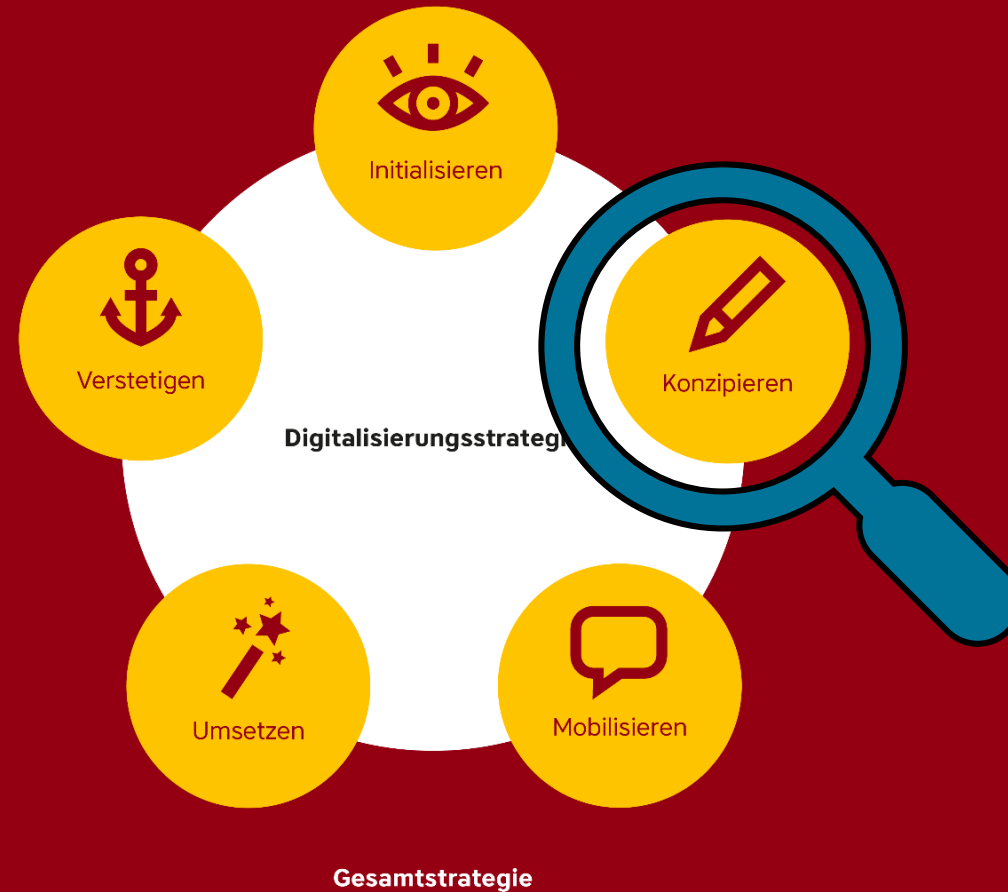 Initialisieren
Verstetigen
Konzipieren
Digitalisierungsstrategi
Umsetzen
Mobilisieren
Gesamtstrategie